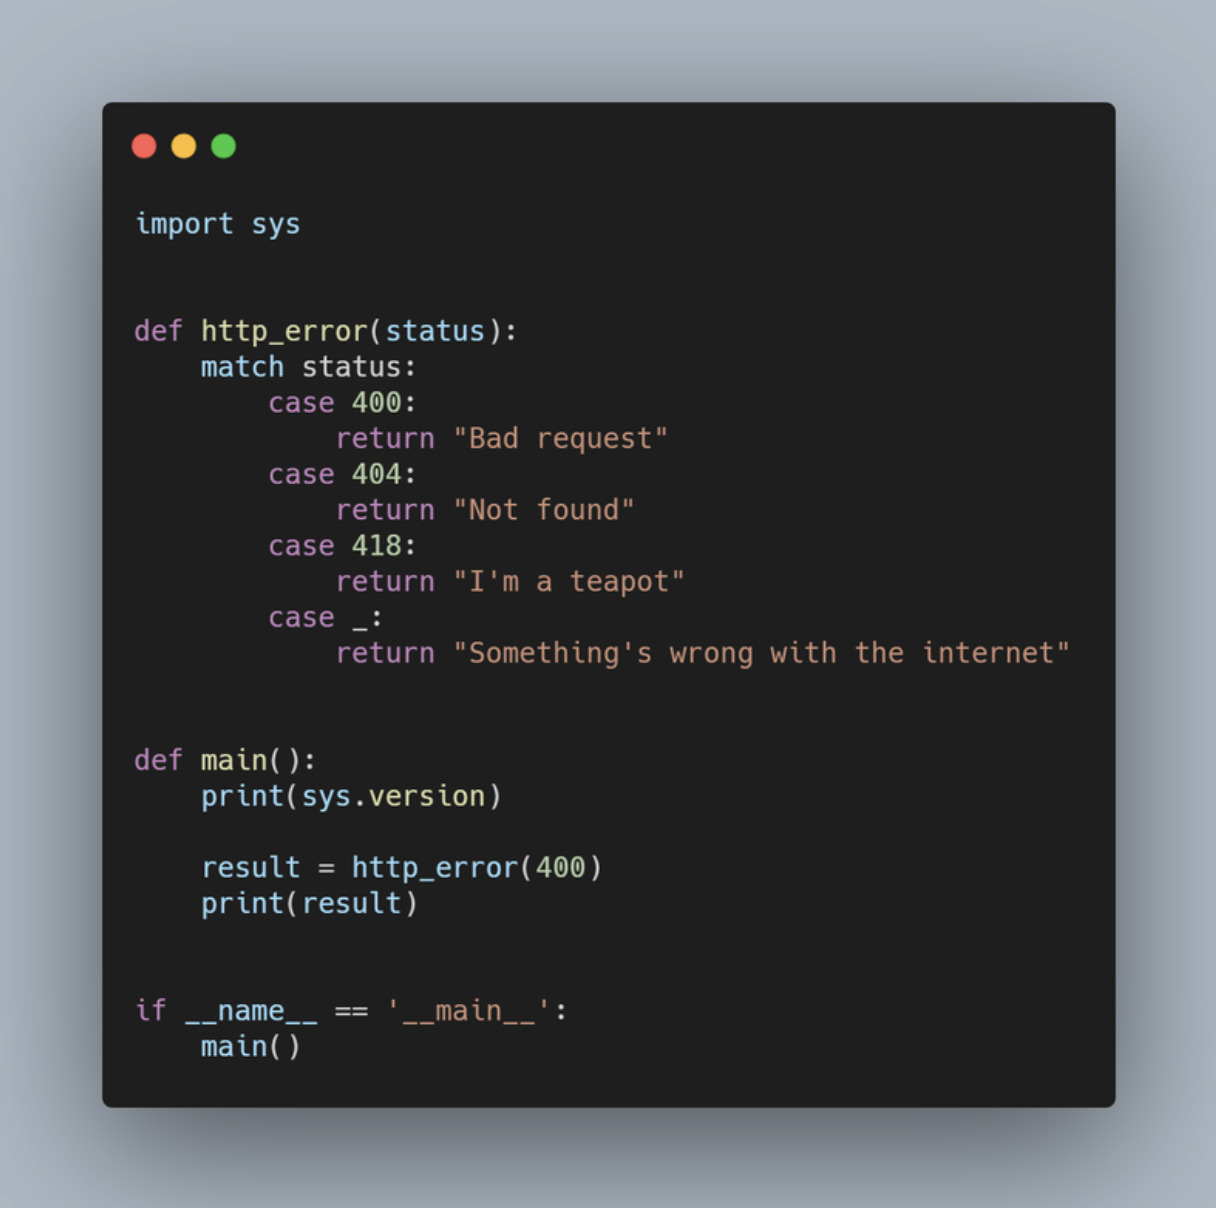 import sys
def http_error(status):
    match status:
        case 400:
            return "Bad request"
        case 404:
            return "Not found"
        case 418:
            return "I'm a teapot"
        case _:
            return "Something's wrong with the internet"
def main():
    print(sys.version)
    result = http_error(400)
    print(result)
if __name__ == '__main__':
    main()